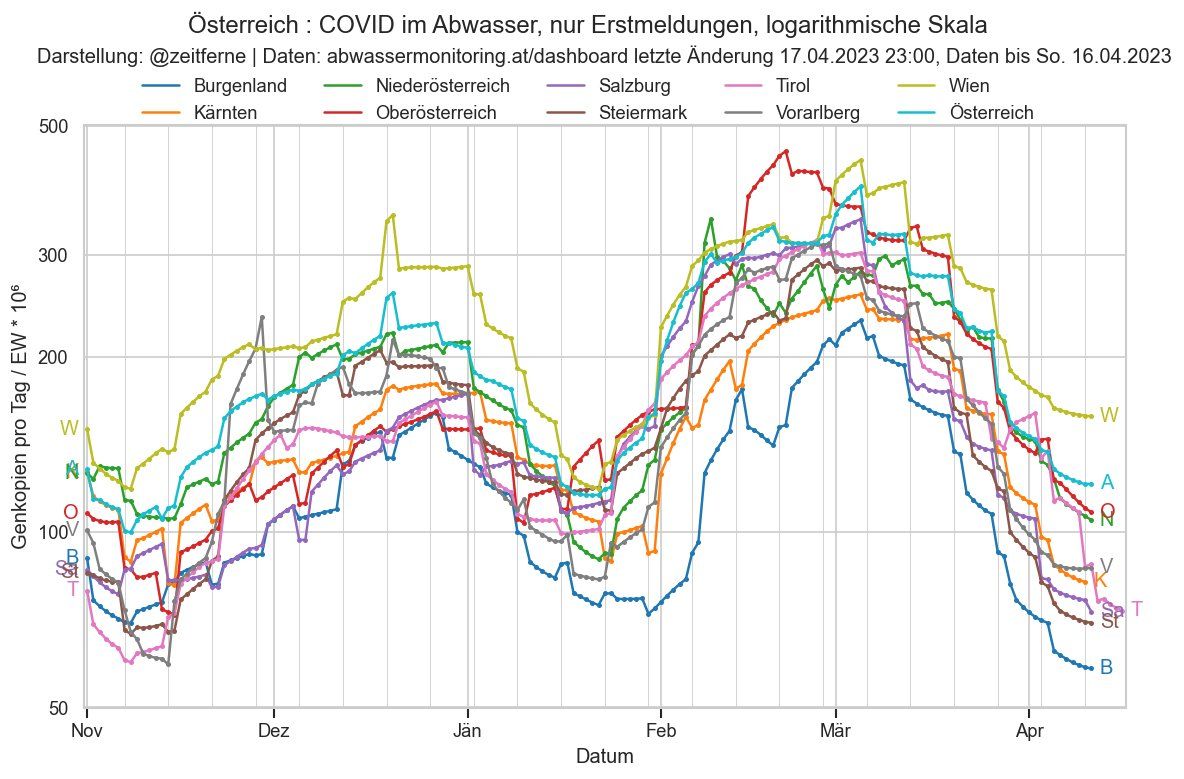 Österreich : COVID im Abwasser, nur Erstmeldungen, logarithmische Skala
Darstellung: @zeitferne | Daten: abwassermonitoring.at/dashboard letzte Änderung 17.04.2023 23:00, Daten bis So. 16.04.2023
Burgenland Niederösterreich Salzburg Tirol Wien
Kärnten Oberösterreich Steiermark Vorarlberg Österreich
Genkopien pro Tag / EW * 10⁶
500
300
200
100
50
W
A
N
O
V
B
Sa
St
T
W
A
O
N
V
K
Sa T
St
B
Nov Dez Jän Feb Mär Apr
Datum